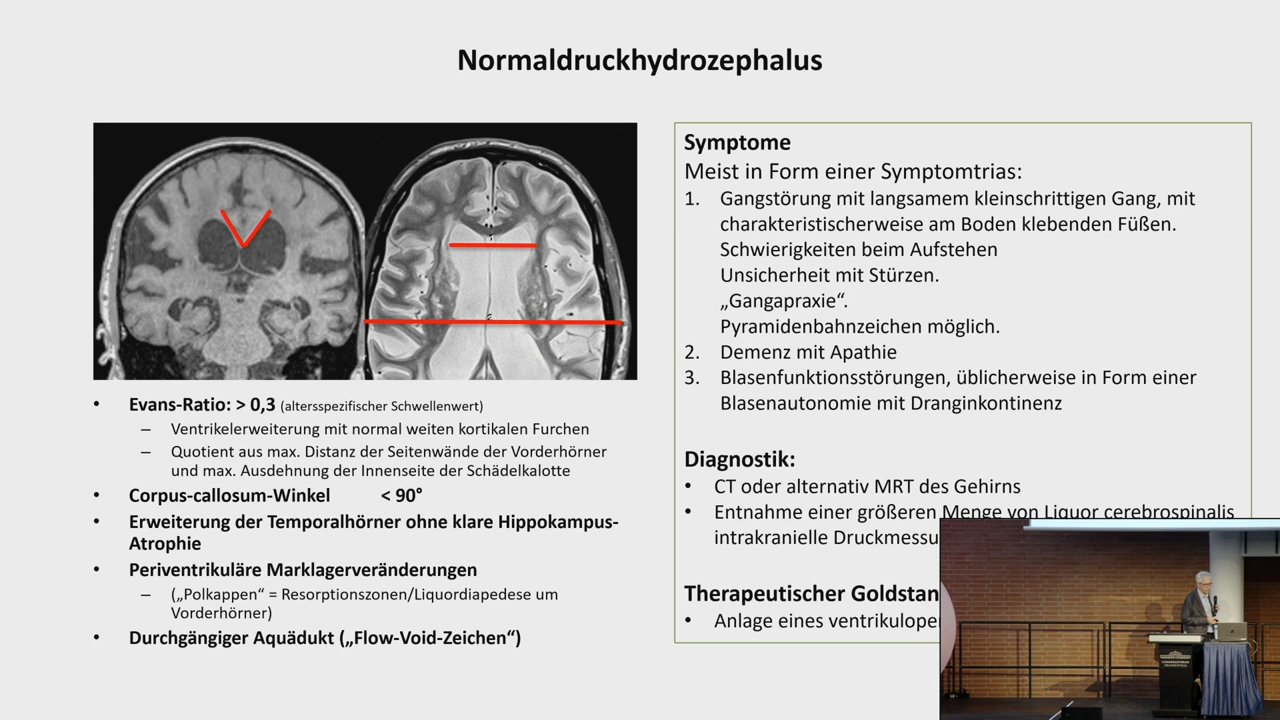 Normaldruckhydrozephalus
• Evans-Ratio: > 0,3 (altersspezifischer Schwellenwert)
– Ventrikelerweiterung mit normal weiten kortikalen Furchen
– Quotient aus max. Distanz der Seitenwände der Vorderhörner
und max. Ausdehnung der Innenseite der Schädelkalotte
• Corpus-callosum-Winkel < 90°
• Erweiterung der Temporalhörner ohne klare Hippokampus-
Atrophie
• Periventrikuläre Marklagerveränderungen
– („Polkappen“ = Resorptionszonen/Liquordiapedese um
Vorderhörner)
• Durchgängiger Aquädukt („Flow-Void-Zeichen“)
Symptome
Meist in Form einer Symptomtrias:
1. Gangstörung mit langsamem kleinschrittigen Gang, mit
charakteristischerweise am Boden klebenden Füßen.
Schwierigkeiten beim Aufstehen
Unsicherheit mit Stürzen.
„Gangapraxie“.
Pyramidenbahnzeichen möglich.
2. Demenz mit Apathie
3. Blasenfunktionsstörungen, üblicherweise in Form einer
Blasenautonomie mit Dranginkontinenz
Diagnostik:
• CT oder alternativ MRT des Gehirns
• Entnahme einer größeren Menge von Liquor cerebrospinalis
intrakranielle Druckmessu
Therapeutischer Goldstan
• Anlage eines ventrikulope